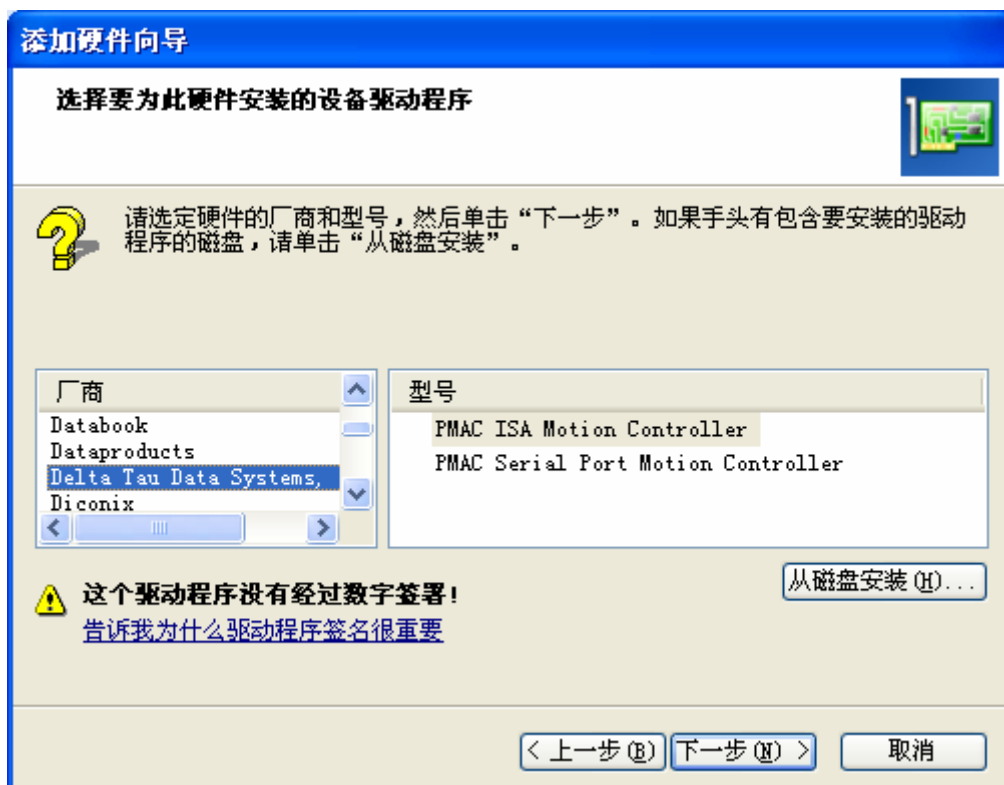 添加硬件向导
选择要为此硬件安装的设备驱动程序
请选定硬件的厂商和型号，然后单击“下一步”。如果手头有包含要安装的驱动
程序的磁盘，请单击“从磁盘安装”。
厂商
Databook
Dataproducts
Delta Tau Data Systems,
Diconix
型号
PMAC ISA Motion Controller
PMAC Serial Port Motion Controller
从磁盘安装(H)...
这个驱动程序没有经过数字签署!
告诉我为什么驱动程序签名很重要
< 上一步(B)
下一步(N) >
取消